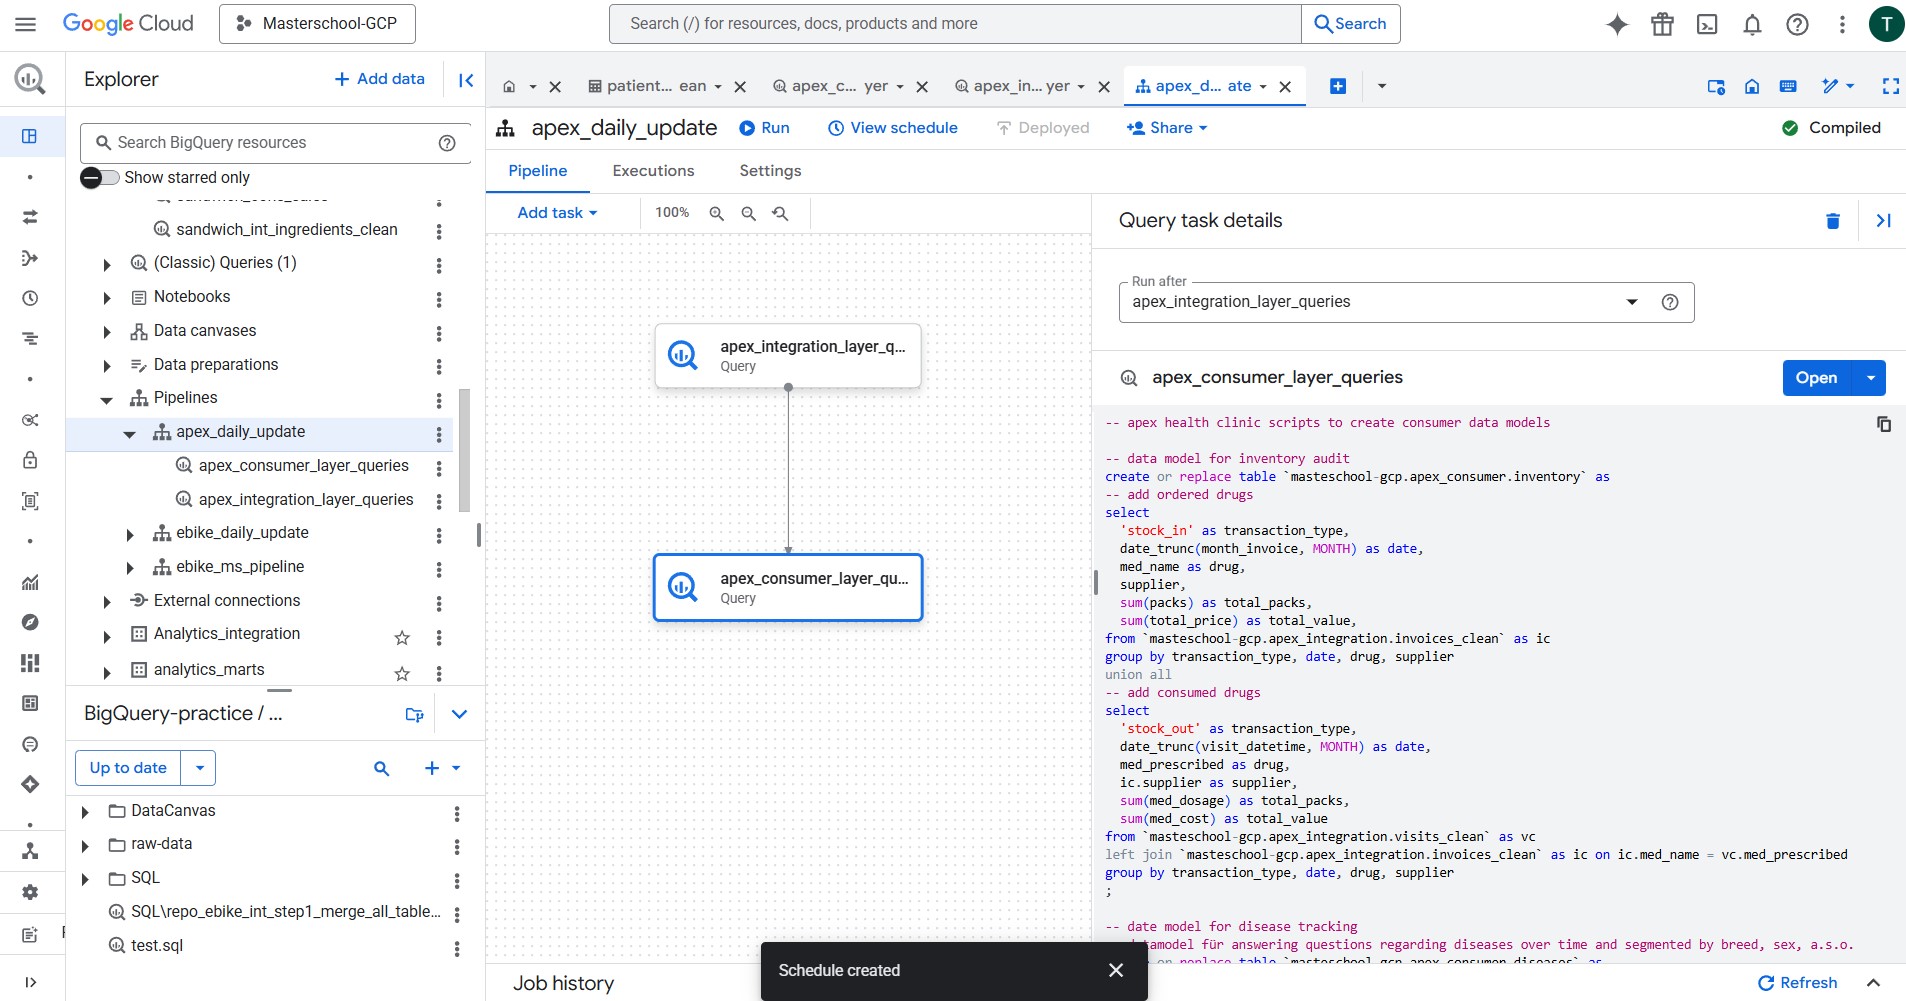 Google Cloud
Masterschool-GCP
Search (/) for resources, docs, products and more
Search
T
Explorer
Add data
Search BigQuery resources
Show starred only
sandwich_int_ingredients_clean
(Classic) Queries (1)
Notebooks
Data canvases
Data preparations
Pipelines
apex_daily_update
apex_consumer_layer_queries
apex_integration_layer_queries
ebike_daily_update
ebike_ms_pipeline
External connections
Analytics_integration
analytics_marts
BigQuery-practice / ...
Up to date
DataCanvas
raw-data
SQL
SQL\repo_ebike_int_step1_merge_all_table...
test.sql
patient... ean
apex_c... yer
apex_in... yer
apex_d... ate
apex_daily_update
Run
View schedule
Deployed
Share
Compiled
Pipeline
Executions
Settings
Add task
100%
apex_integration_layer_q...
Query
apex_consumer_layer_qu...
Query
Query task details
Run after
apex_integration_layer_queries
apex_consumer_layer_queries
Open
-- apex health clinic scripts to create consumer data models
-- data model for inventory audit
create or replace table `masteschool-gcp.apex_consumer.inventory` as
-- add ordered drugs
select
'stock_in' as transaction_type,
date_trunc(month_invoice, MONTH) as date,
med_name as drug,
supplier,
sum(packs) as total_packs,
sum(total_price) as total_value,
from `masteschool-gcp.apex_integration.invoices_clean` as ic
group by transaction_type, date, drug, supplier
union all
-- add consumed drugs
select
'stock_out' as transaction_type,
date_trunc(visit_datetime, MONTH) as date,
med_prescribed as drug,
ic.supplier as supplier,
sum(med_dosage) as total_packs,
sum(med_cost) as total_value
from `masteschool-gcp.apex_integration.visits_clean` as vc
left join `masteschool-gcp.apex_integration.invoices_clean` as ic on ic.med_name = vc.med_prescribed
group by transaction_type, date, drug, supplier
;
-- date model for disease tracking
tamodel für answering questions regarding diseases over time and segmented by breed, sex, a.s.o.
Job history
Schedule created
Refresh